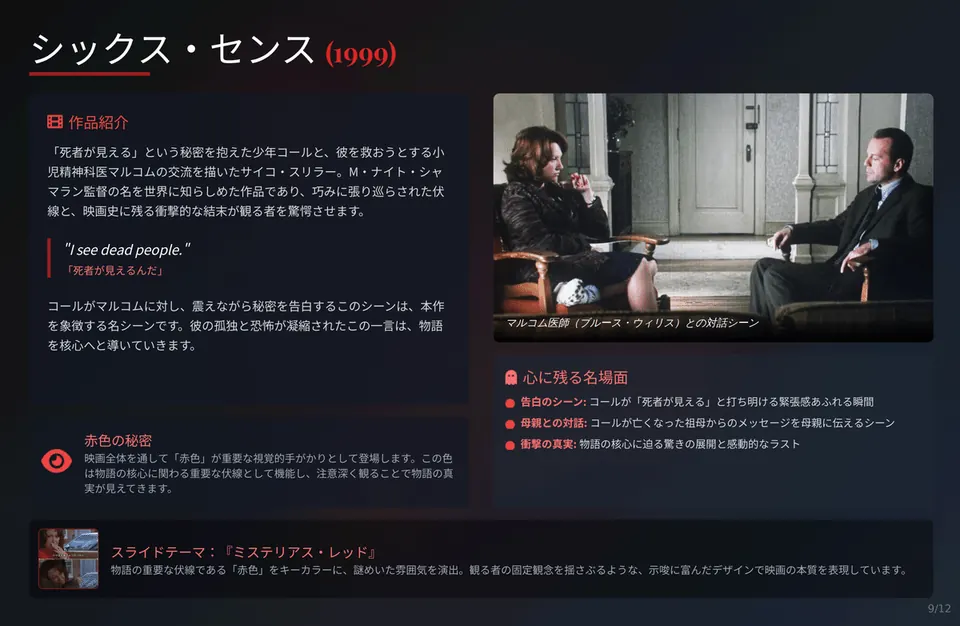 シックス・センス (1999)
作品紹介
「死者が見える」という秘密を抱えた少年コールと、彼を救おうとする小
児精神科医マルコムの交流を描いたサイコ・スリラー。M・ナイト・シャ
マラン監督の名を世界に知らしめた作品であり、巧みに張り巡らされた伏
線と、映画史に残る衝撃的な結末が観る者を驚愕させます。
"I see dead people."
「死者が見えるんだ」
コールがマルコムに対し、震えながら秘密を告白するこのシーンは、本作
を象徴する名シーンです。彼の孤独と恐怖が凝縮されたこの一言は、物語
を核心へと導いていきます。
赤色の秘密
映画全体を通して「赤色」が重要な視覚的手がかりとして登場します。この色
は物語の核心に関わる重要な伏線として機能し、注意深く観ることで物語の真
実が見えてきます。
マルコム医師（ブルース・ウィリス）との対話シーン
心に残る名場面
告白のシーン: コールが「死者が見える」と打ち明ける緊張感あふれる瞬間
母親との対話: コールが亡くなった祖母からのメッセージを母親に伝えるシーン
衝撃の真実: 物語の核心に迫る驚きの展開と感動的なラスト
スライドテーマ：『ミステリアス・レッド』
物語の重要な伏線である「赤色」をキーカラーに、謎めいた雰囲気を演出。観る者の固定観念を揺さぶるような、示唆に富んだデザインで映画の本質を表現しています。
9/12